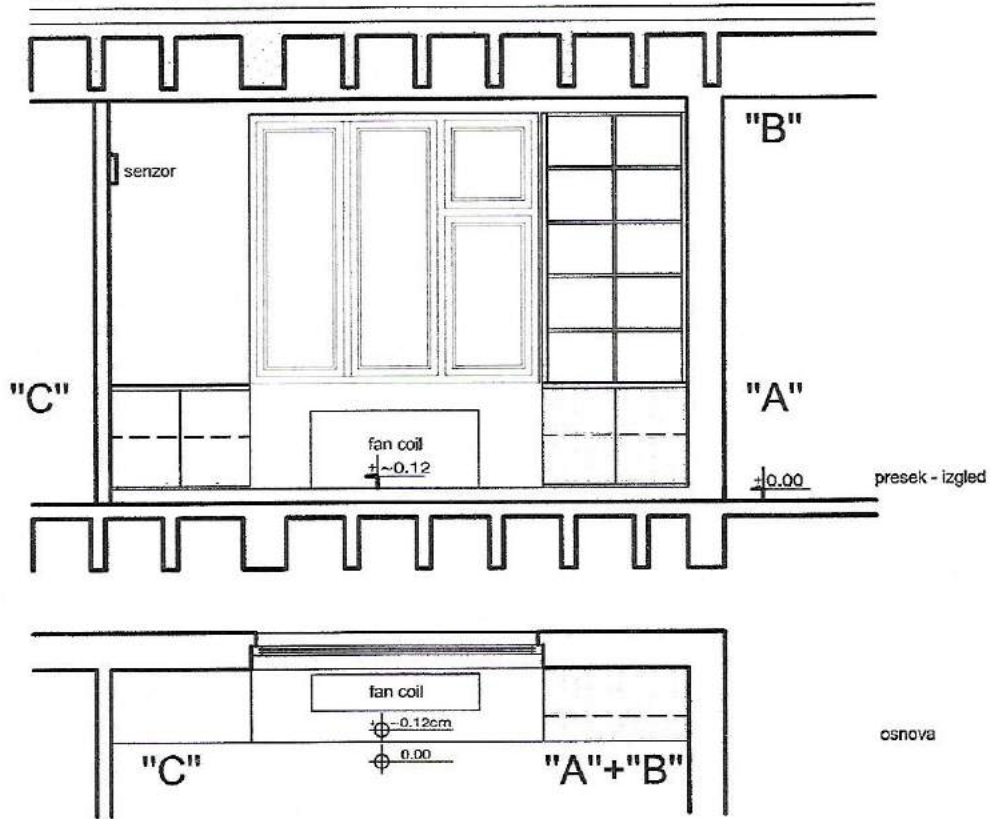 "B"
senzor
"C"
"A"
fan coil
±~0.12
±0.00
presek - izgled
fan coil
±~0.12cm
0.00
osnova
"C"
"A"+"B"